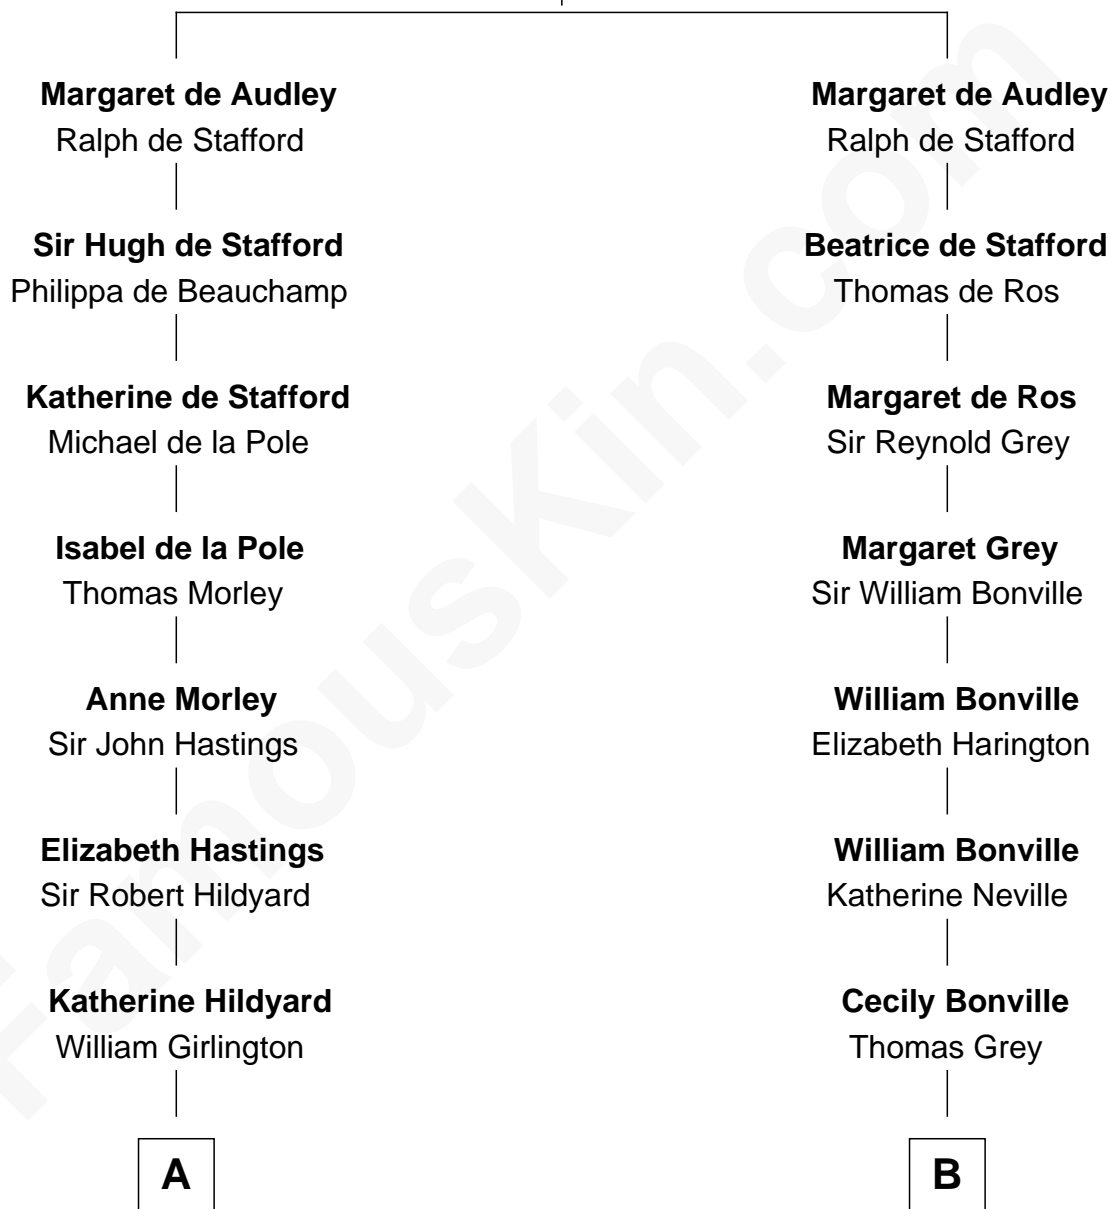 Margaret de Audley
Ralph de Stafford
Sir Hugh de Stafford
Philippa de Beauchamp
Katherine de Stafford
Michael de la Pole
Isabel de la Pole
Thomas Morley
Anne Morley
Sir John Hastings
Elizabeth Hastings
Sir Robert Hildyard
Katherine Hildyard
William Girlington
A
Margaret de Audley
Ralph de Stafford
Beatrice de Stafford
Thomas de Ros
Margaret de Ros
Sir Reynold Grey
Margaret Grey
Sir William Bonville
William Bonville
Elizabeth Harington
William Bonville
Katherine Neville
Cecily Bonville
Thomas Grey
B
FamousKin.com